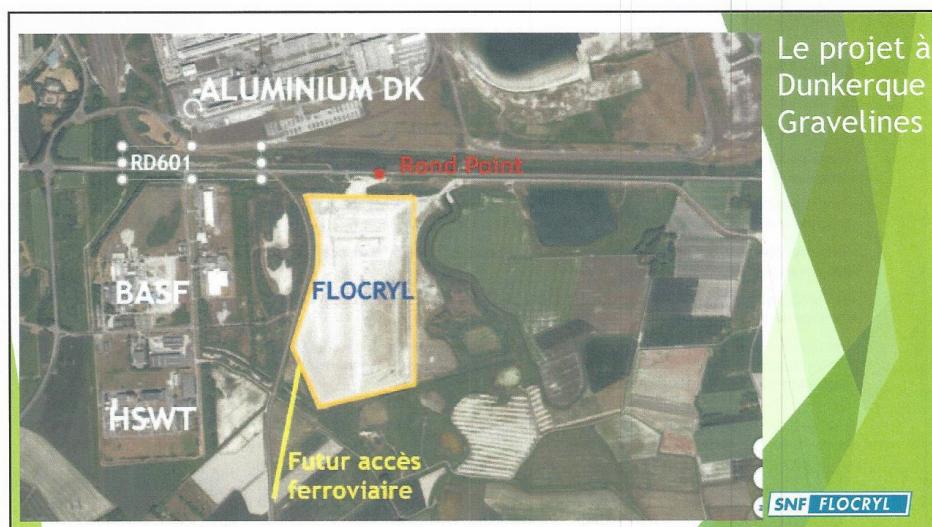 Le projet à
Dunkerque
Gravelines
ALUMINIUM DK
RD601
Rond Point
BASF
FLOCRYL
HSWT
Futur accès
ferroviaire
SNF FLOCRYL